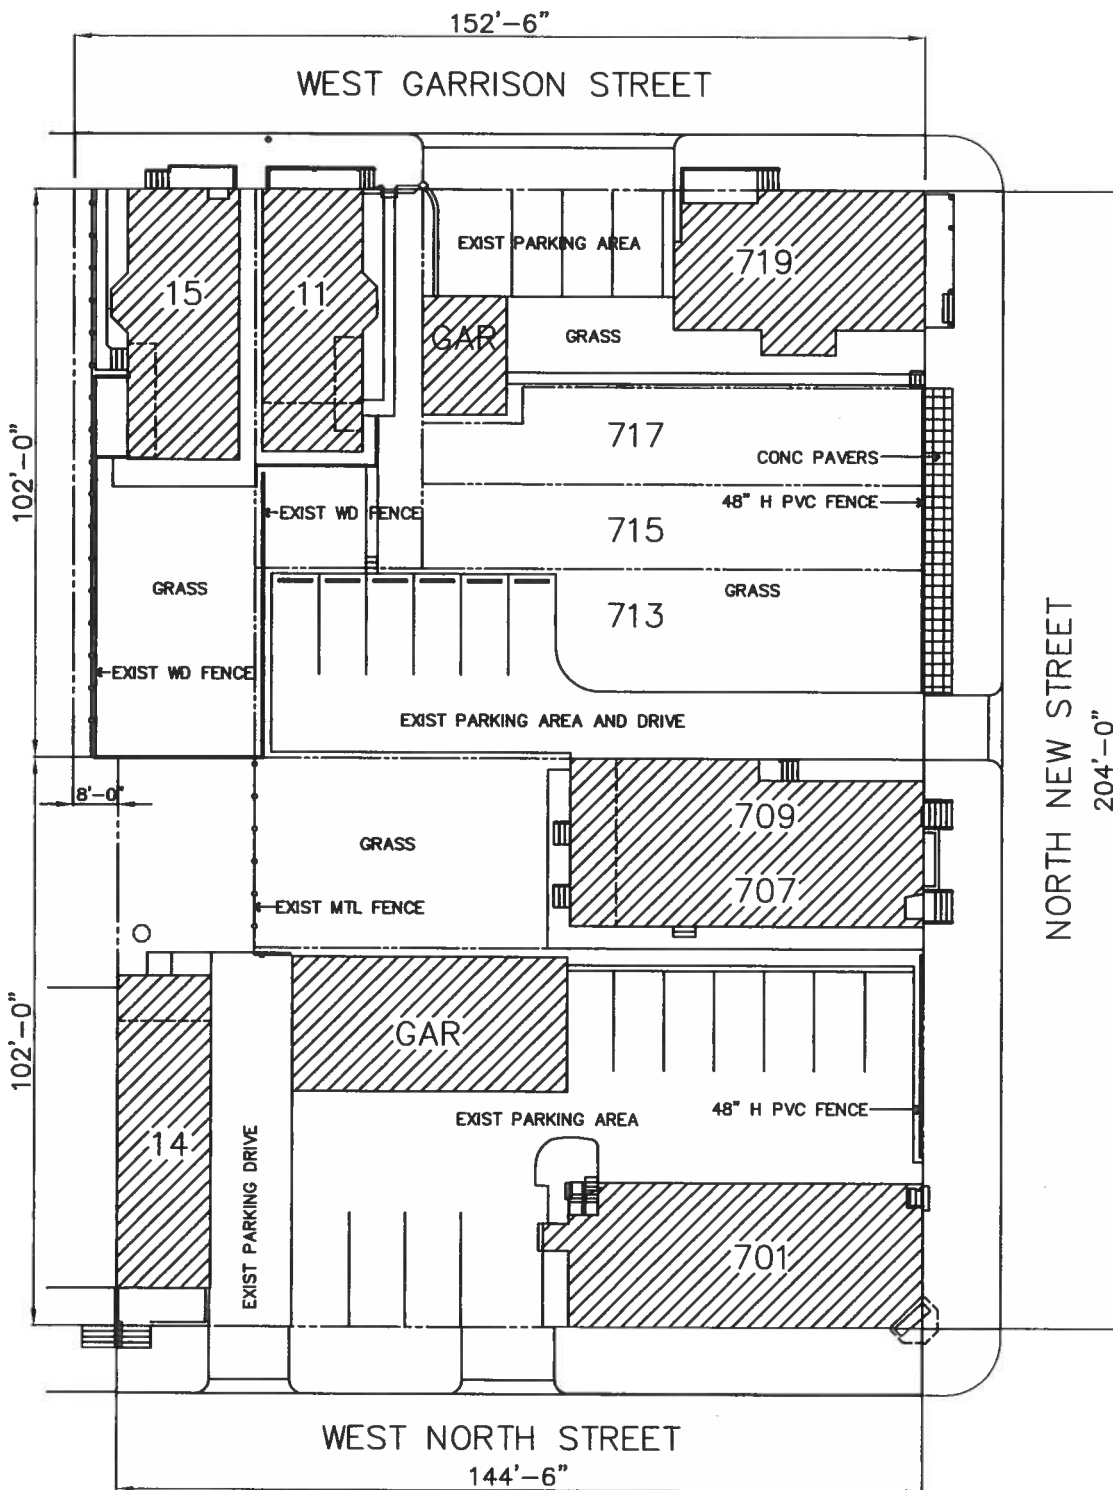 152'-6"
WEST GARRISON STREET
EXIST PARKING AREA
719
15
11
GAR
GRASS
717
CONC PAVERS
102'-0"
48" H PVC FENCE
EXIST WD FENCE
715
GRASS
GRASS
713
EXIST WD FENCE
EXIST PARKING AREA AND DRIVE
NORTH NEW STREET
204'-0"
8'-0"
709
GRASS
707
EXIST MTL FENCE
102'-0"
GAR
48" H PVC FENCE
EXIST PARKING AREA
14
EXIST PARKING DRIVE
701
WEST NORTH STREET
144'-6"